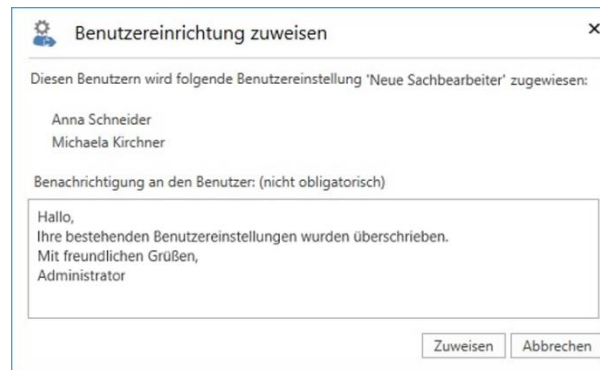 Benutzereinrichtung zuweisen
Diesen Benutzern wird folgende Benutzereinstellung 'Neue Sachbearbeiter' zugewiesen:
Anna Schneider
Michaela Kirchner
Benachrichtigung an den Benutzer: (nicht obligatorisch)
Hallo,
Ihre bestehenden Benutzereinstellungen wurden überschrieben.
Mit freundlichen Grüßen,
Administrator
Zuweisen Abbrechen